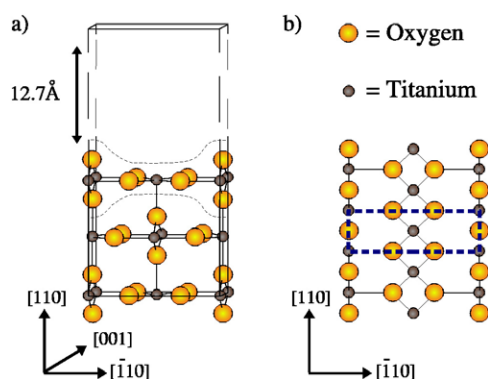 a)
12.7Å
[110]
[001]
[1̄10]
b)
= Oxygen
= Titanium
[110]
[1̄10]